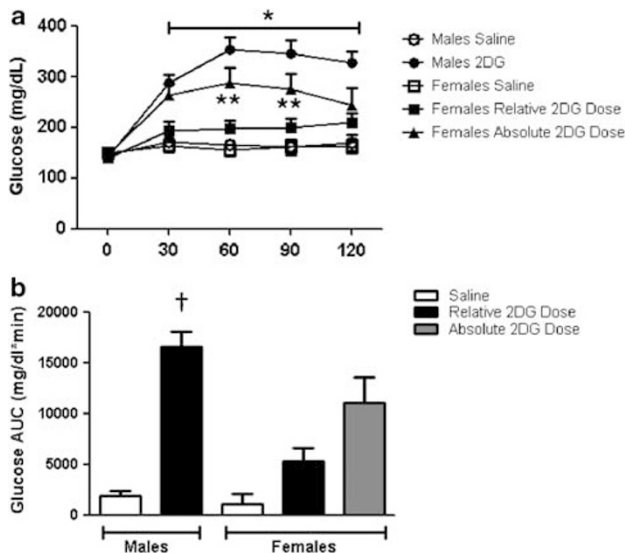 a
*
400
300
200
100
0
Glucose (mg/dL)
** **
0 30 60 90 120
Males Saline
Males 2DG
Females Saline
Females Relative 2DG Dose
Females Absolute 2DG Dose
b
†
20000
15000
10000
5000
0
Glucose AUC (mg/dl*min)
Males Females
Saline
Relative 2DG Dose
Absolute 2DG Dose